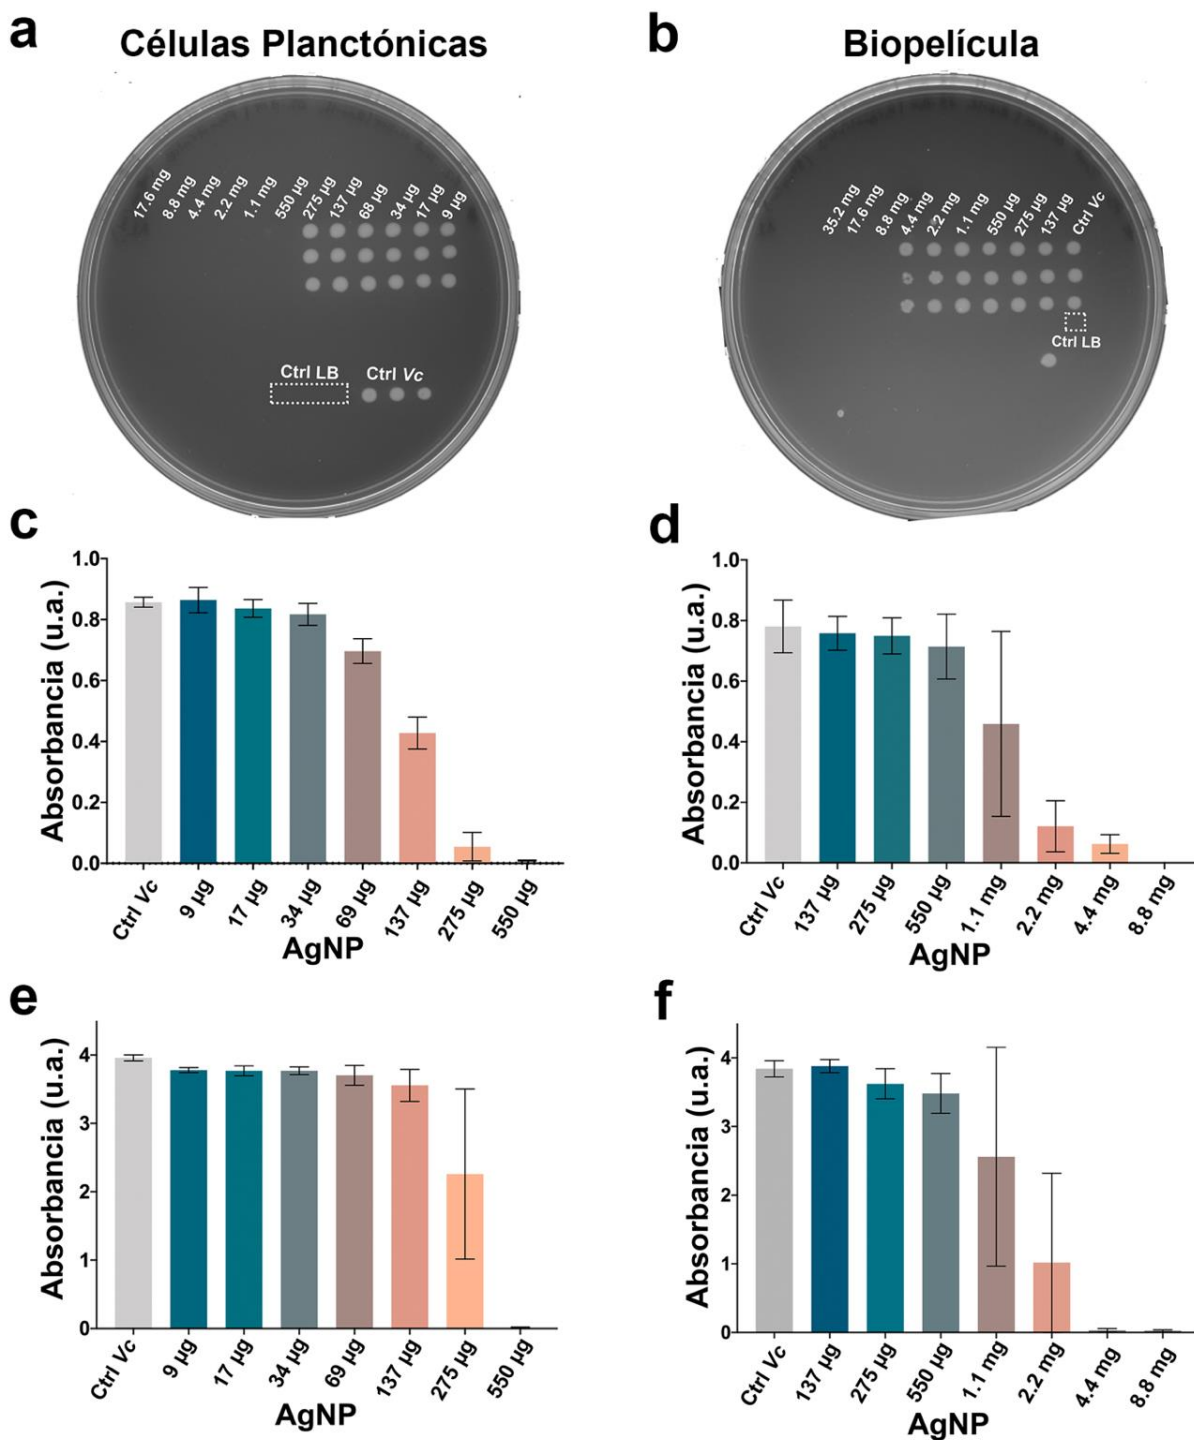 a
Células Planctónicas
17.6 mg
8.8 mg
4.4 mg
2.2 mg
1.1 mg
550 µg
275 µg
137 µg
68 µg
34 µg
17 µg
9 µg
Ctrl LB
Ctrl Vc
b
Biopelícula
35.2 mg
17.6 mg
8.8 mg
4.4 mg
2.2 mg
1.1 mg
550 µg
275 µg
137 µg
Ctrl Vc
Ctrl LB
c
Absorbancia (u.a.)
1.0
0.8
0.6
0.4
0.2
0.0
Ctrl Vc
9 µg
17 µg
34 µg
69 µg
137 µg
275 µg
550 µg
AgNP
d
Absorbancia (u.a.)
1.0
0.8
0.6
0.4
0.2
0.0
Ctrl Vc
137 µg
275 µg
550 µg
1.1 mg
2.2 mg
4.4 mg
8.8 mg
AgNP
e
Absorbancia (u.a.)
4
3
2
1
0
Ctrl Vc
9 µg
17 µg
34 µg
69 µg
137 µg
275 µg
550 µg
AgNP
f
Absorbancia (u.a.)
4
3
2
1
0
Ctrl Vc
137 µg
275 µg
550 µg
1.1 mg
2.2 mg
4.4 mg
8.8 mg
AgNP